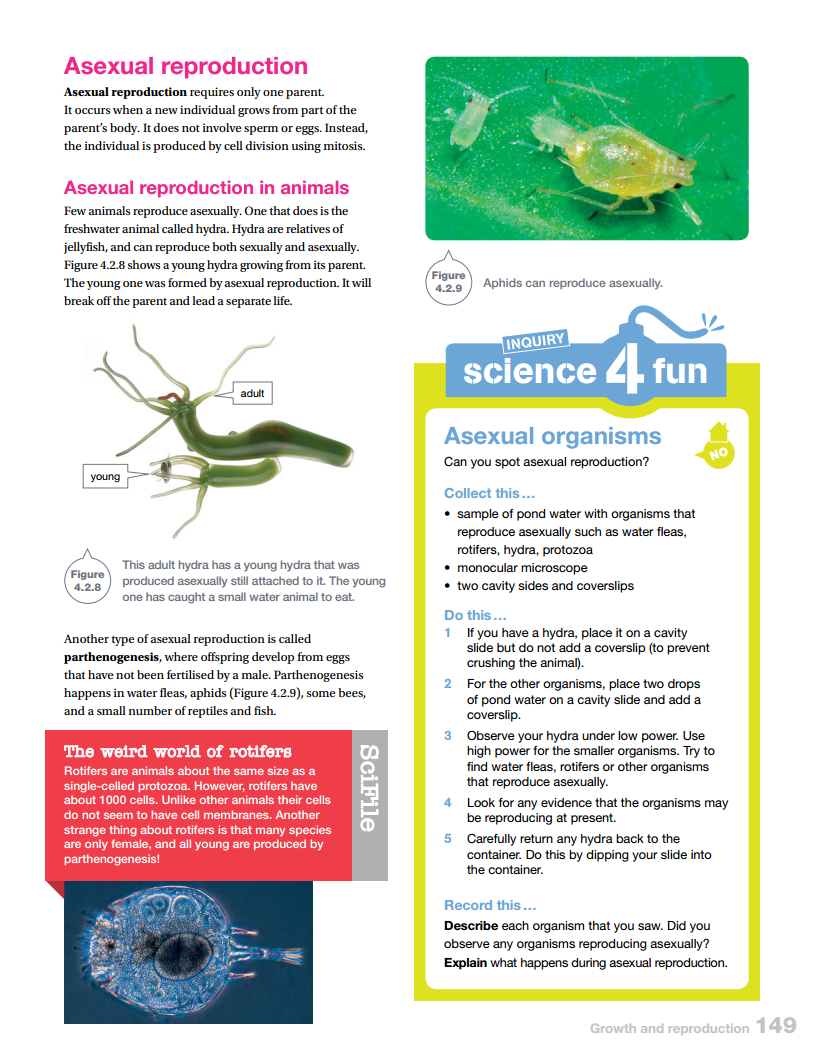 Asexual reproduction
Asexual reproduction requires only one parent.
It occurs when a new individual grows from part of the
parent's body. It does not involve sperm or eggs. Instead,
the individual is produced by cell division using mitosis.
Asexual reproduction in animals
Few animals reproduce asexually. One that does is the
freshwater animal called hydra. Hydra are relatives of
jellyfish, and can reproduce both sexually and asexually.
Figure 4.2.8 shows a young hydra growing from its parent.
The young one was formed by asexual reproduction. It will
break off the parent and lead a separate life.
adult
young
Figure
4.2.8
This adult hydra has a young hydra that was
produced asexually still attached to it. The young
one has caught a small water animal to eat.
Another type of asexual reproduction is called
parthenogenesis, where offspring develop from eggs
that have not been fertilised by a male. Parthenogenesis
happens in water fleas, aphids (Figure 4.2.9), some bees,
and a small number of reptiles and fish.
The weird world of rotifers
Rotifers are animals about the same size as a
single-celled protozoa. However, rotifers have
about 1000 cells. Unlike other animals their cells
do not seem to have cell membranes. Another
strange thing about rotifers is that many species
are only female, and all young are produced by
parthenogenesis!
SciFile
Figure
4.2.9
Aphids can reproduce asexually.
INQUIRY
science 4 fun
Asexual organisms
NO
Can you spot asexual reproduction?
Collect this...
• sample of pond water with organisms that
reproduce asexually such as water fleas,
rotifers, hydra, protozoa
• monocular microscope
• two cavity sides and coverslips
Do this...
1 If you have a hydra, place it on a cavity
slide but do not add a coverslip (to prevent
crushing the animal).
2 For the other organisms, place two drops
of pond water on a cavity slide and add a
coverslip.
3 Observe your hydra under low power. Use
high power for the smaller organisms. Try to
find water fleas, rotifers or other organisms
that reproduce asexually.
4 Look for any evidence that the organisms may
be reproducing at present.
5 Carefully return any hydra back to the
container. Do this by dipping your slide into
the container.
Record this...
Describe each organism that you saw. Did you
observe any organisms reproducing asexually?
Explain what happens during asexual reproduction.
Growth and reproduction 149